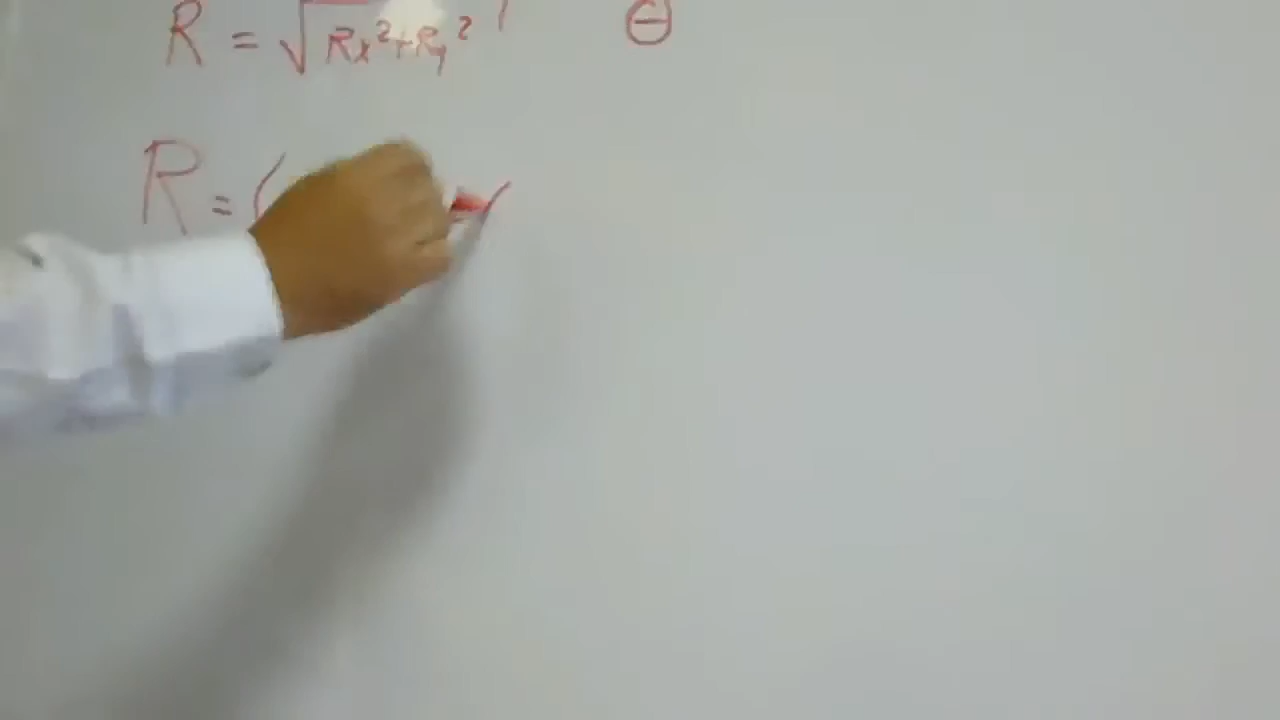 R = √Rx²+Ry² θ
R = (